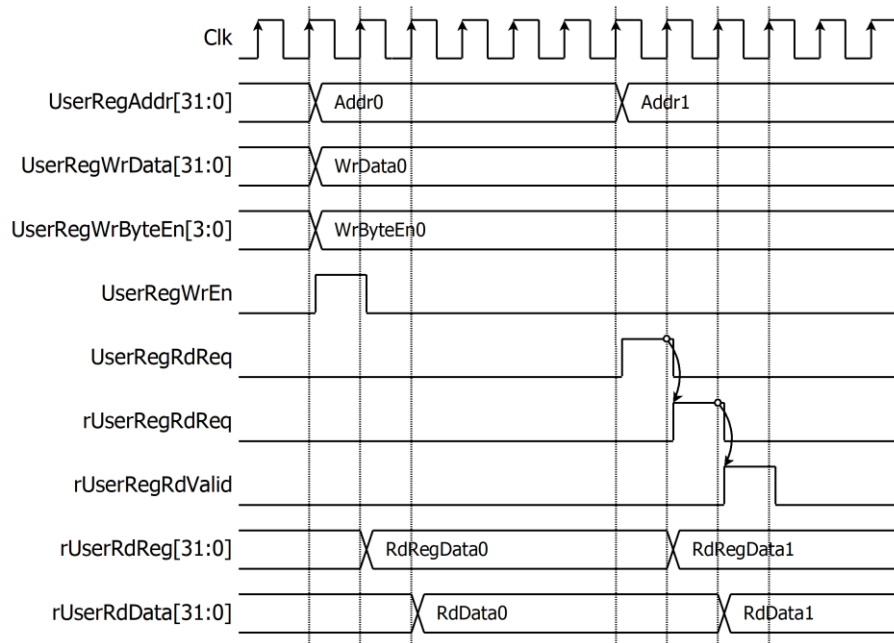 Clk
UserRegAddr[31:0] Addr0 Addr1
UserRegWrData[31:0] WrData0
UserRegWrByteEn[3:0] WrByteEn0
UserRegWrEn
UserRegRdReq
rUserRegRdReq
rUserRegRdValid
rUserRdReg[31:0] RdRegData0 RdRegData1
rUserRdData[31:0] RdData0 RdData1